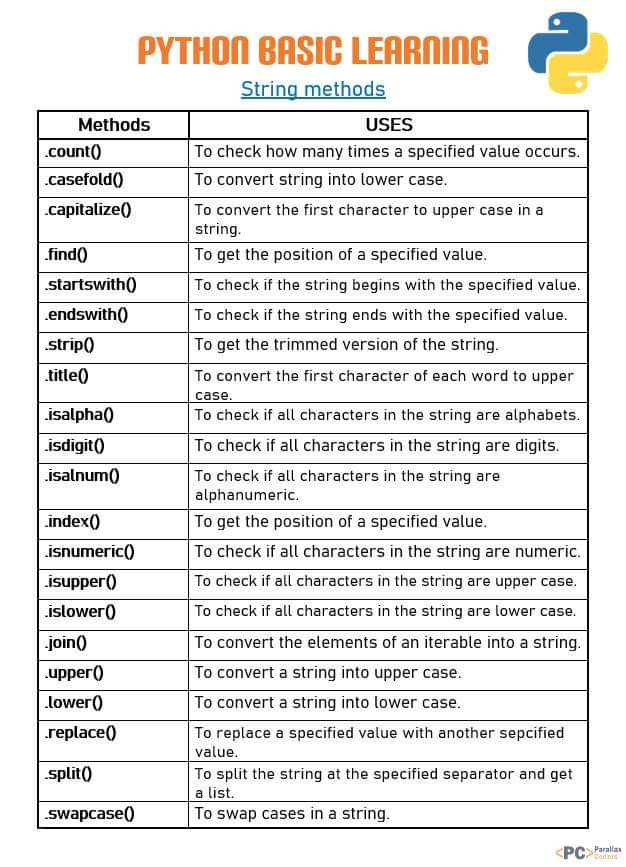 PYTHON BASIC LEARNING
String methods
Methods USES
.count() To check how many times a specified value occurs.
.casefold() To convert string into lower case.
.capitalize() To convert the first character to upper case in a
string.
.find() To get the position of a specified value.
.startswith() To check if the string begins with the specified value.
.endswith() To check if the string ends with the specified value.
.strip() To get the trimmed version of the string.
.title() To convert the first character of each word to upper
case.
.isalpha() To check if all characters in the string are alphabets.
.isdigit() To check if all characters in the string are digits.
.isalnum() To check if all characters in the string are
alphanumeric.
.index() To get the position of a specified value.
.isnumeric() To check if all characters in the string are numeric.
.isupper() To check if all characters in the string are upper case.
.islower() To check if all characters in the string are lower case.
.join() To convert the elements of an iterable into a string.
.upper() To convert a string into upper case.
.lower() To convert a string into lower case.
.replace() To replace a specified value with another sepcified
value.
.split() To split the string at the specified separator and get
a list.
.swapcase() To swap cases in a string.
<PC> Parallax
Coders